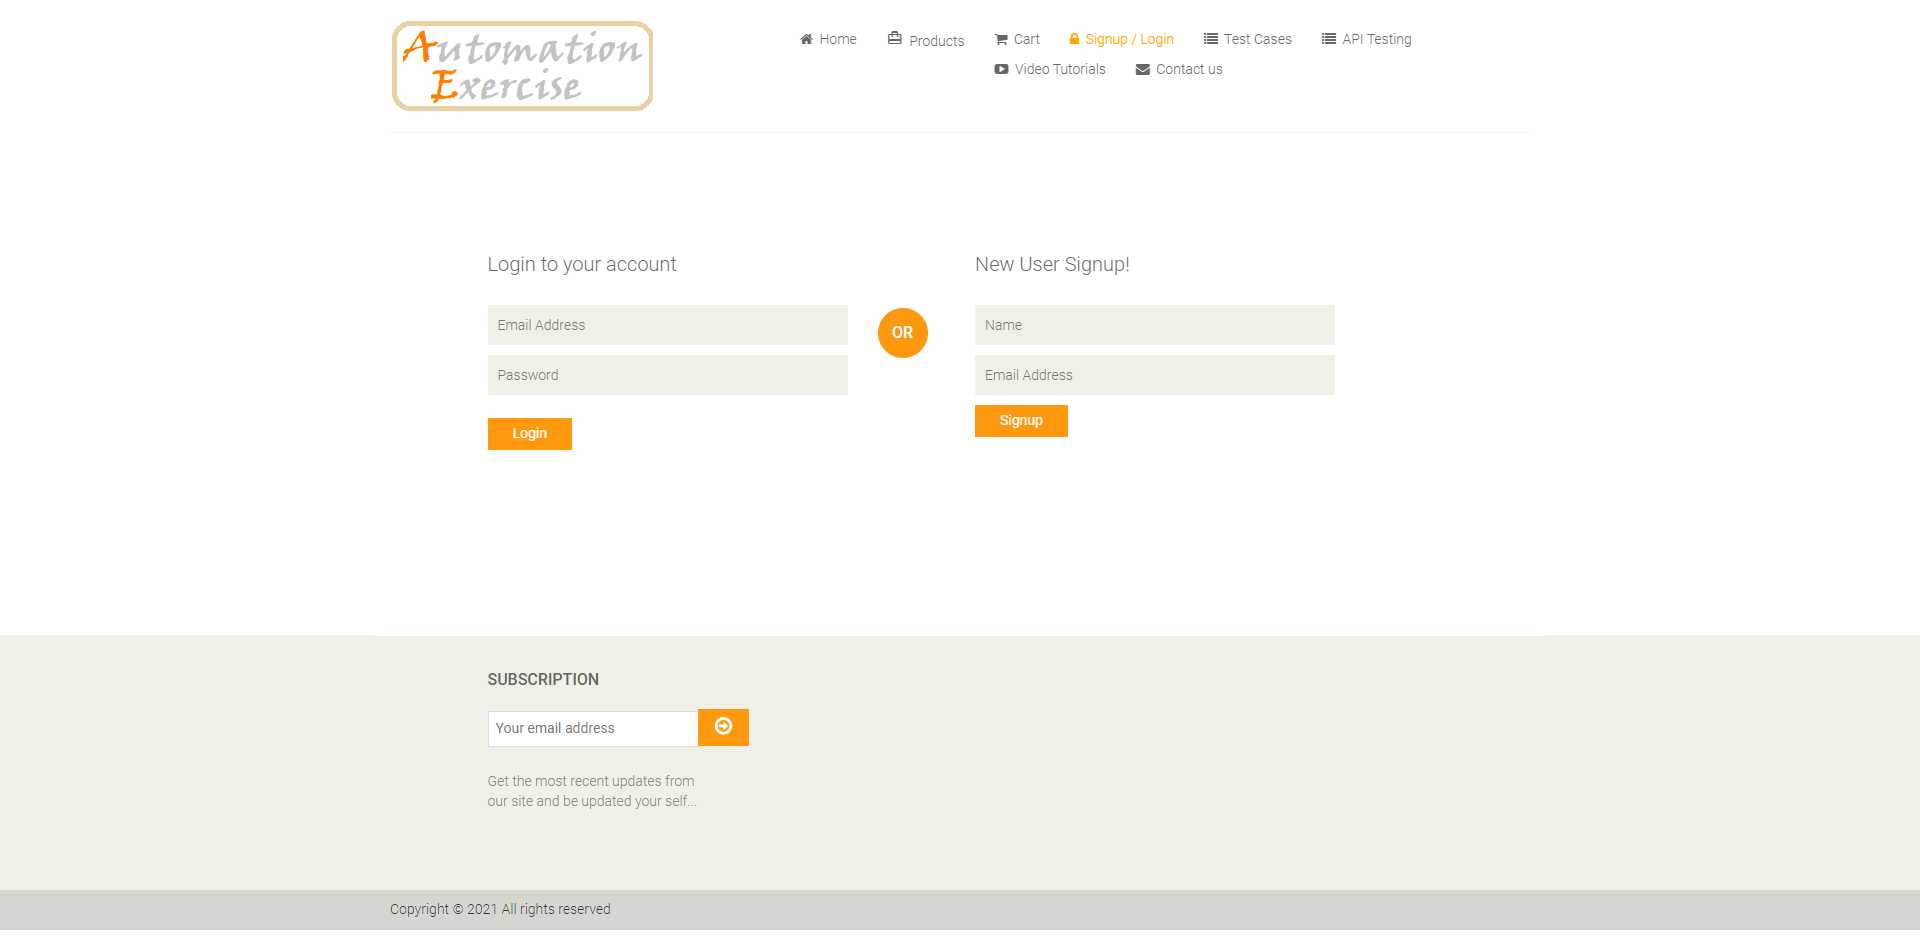 Automation
Exercise
Home Products Cart Signup / Login Test Cases API Testing
Video Tutorials Contact us
Login to your account
Email Address
Password
Login
OR
New User Signup!
Name
Email Address
Signup
SUBSCRIPTION
Your email address
Get the most recent updates from
our site and be updated your self...
Copyright © 2021 All rights reserved